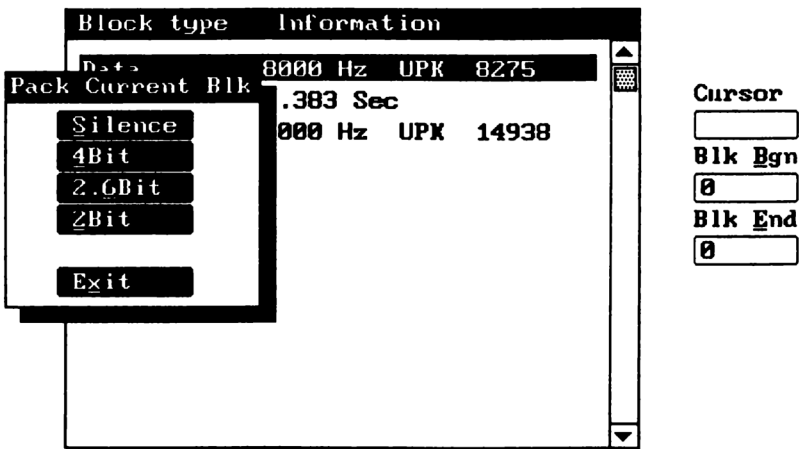 Block type Information
Data 8000 Hz UPK 8275
.383 Sec
000 Hz UPK 14938
Pack Current Blk
Silence
4Bit
2.6Bit
2Bit
Exit
Cursor
Blk Bgn
0
Blk End
0